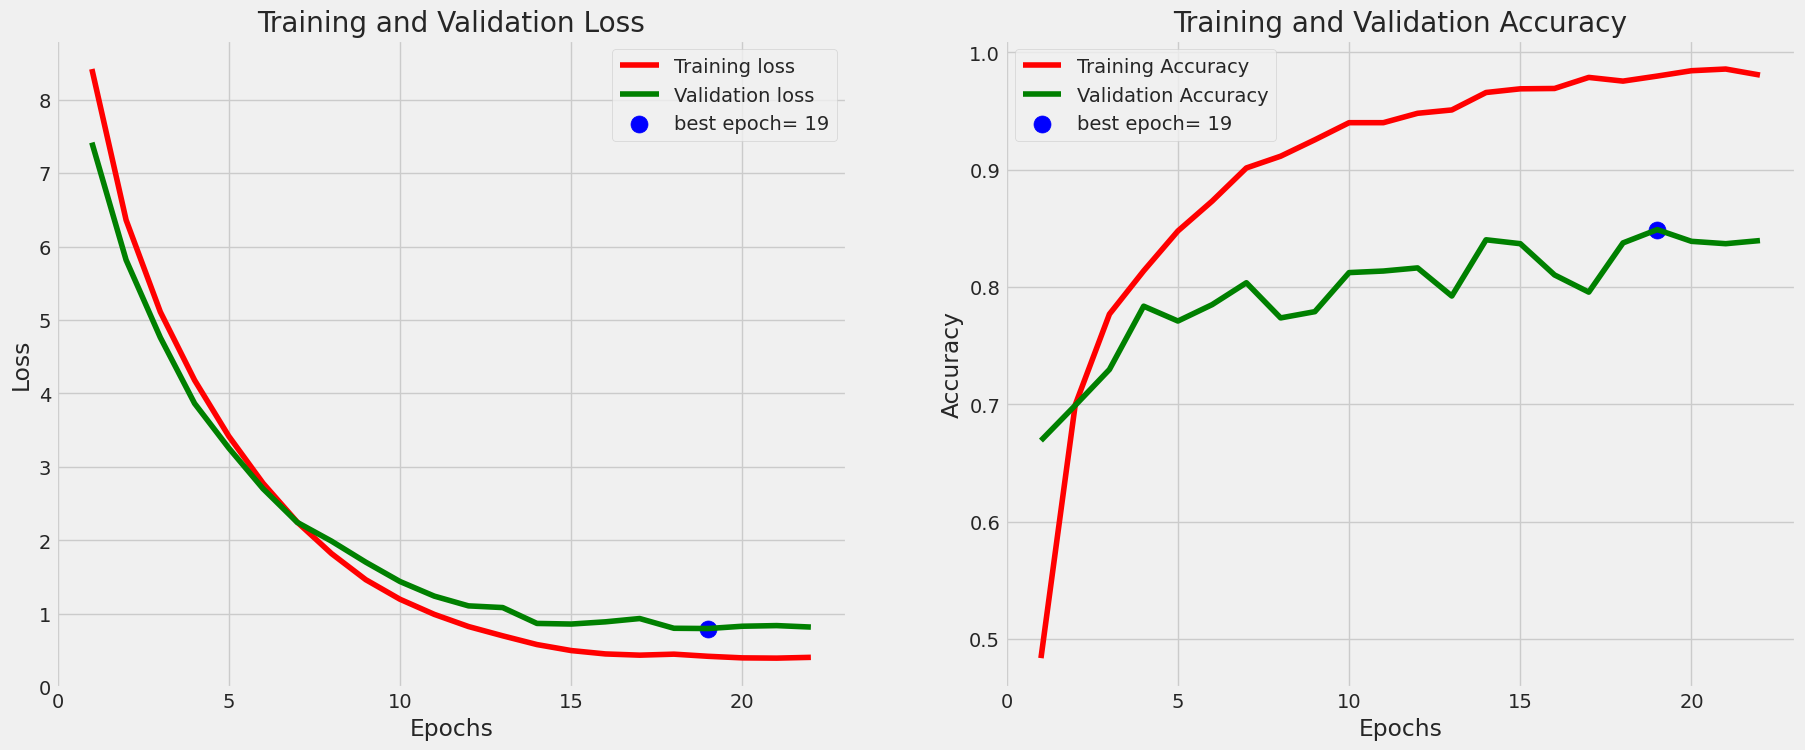 Training and Validation Loss
Training loss
Validation loss
best epoch= 19
8
7
6
5
4
3
2
1
0
Loss
0
5
10
15
20
Epochs
Training and Validation Accuracy
Training Accuracy
Validation Accuracy
best epoch= 19
1.0
0.9
0.8
0.7
0.6
0.5
Accuracy
0
5
10
15
20
Epochs